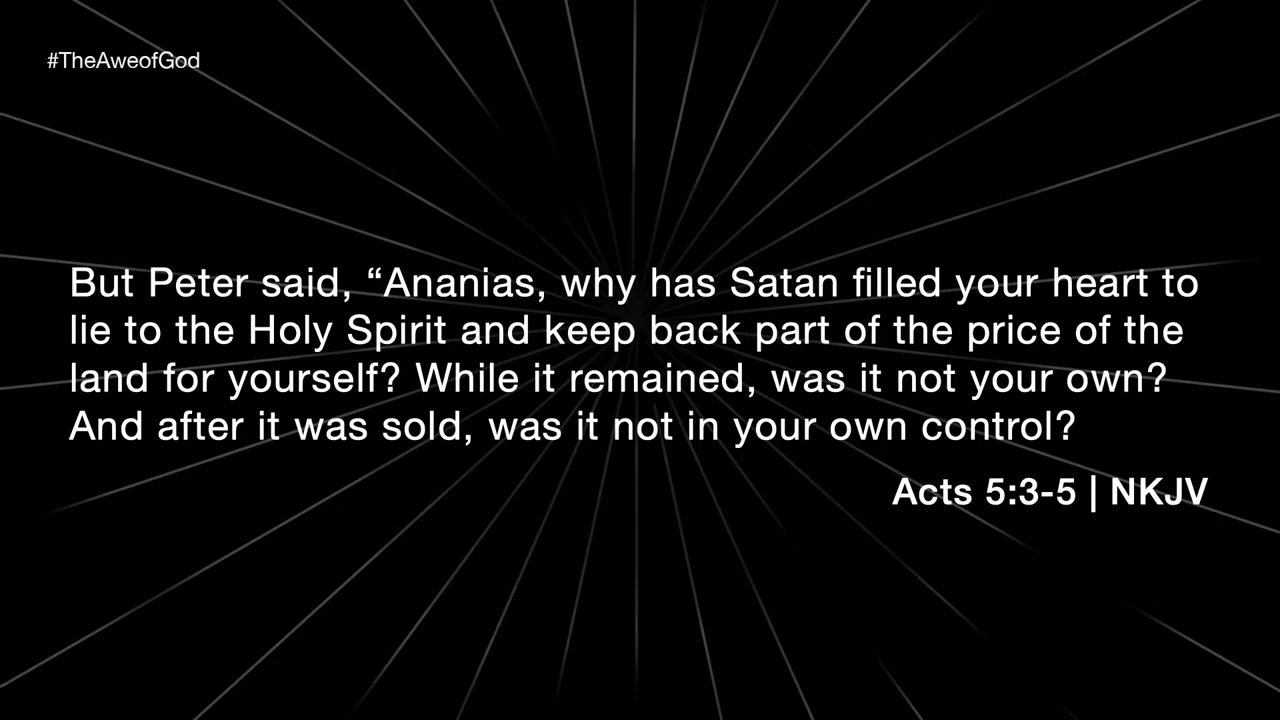 #TheAweofGod
But Peter said, “Ananias, why has Satan filled your heart to
lie to the Holy Spirit and keep back part of the price of the
land for yourself? While it remained, was it not your own?
And after it was sold, was it not in your own control?
Acts 5:3-5 | NKJV